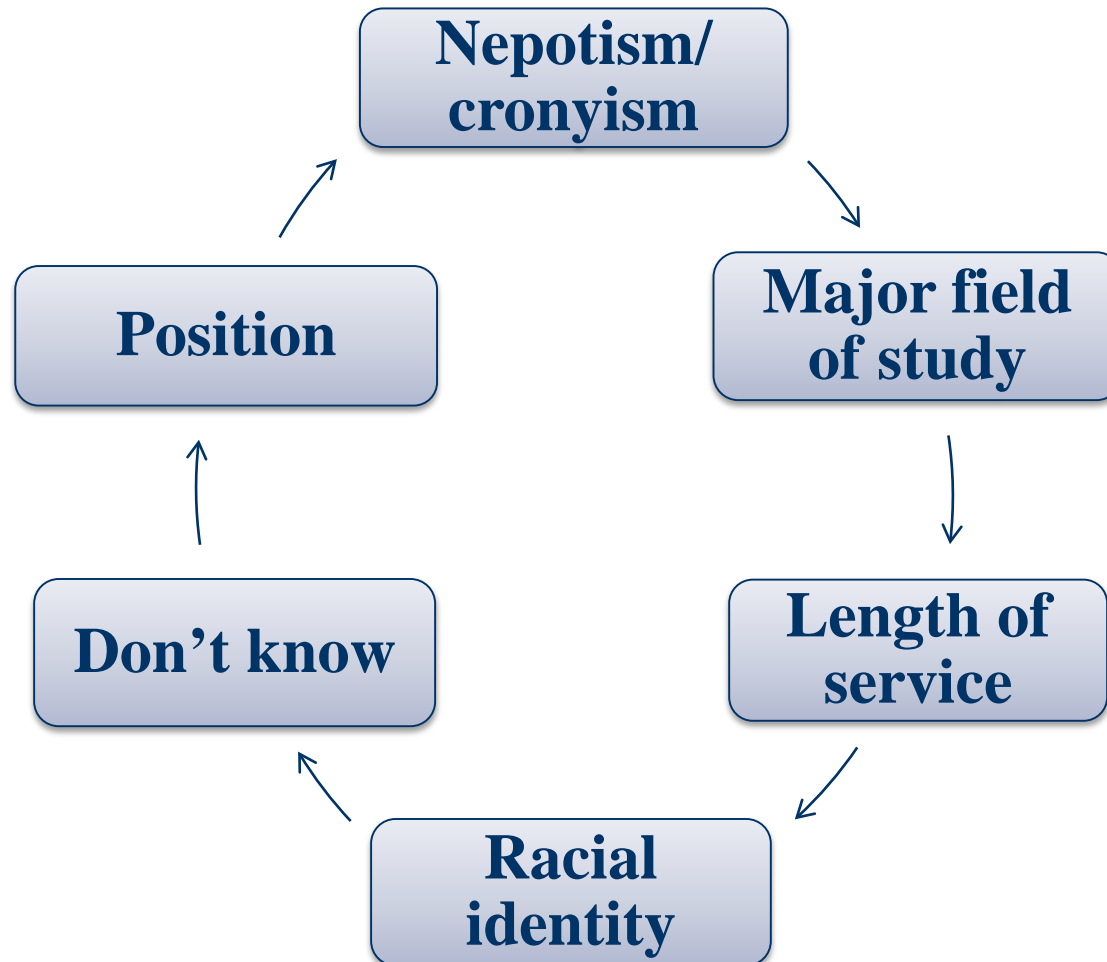 Nepotism/
cronyism
Major field
of study
Length of
service
Racial
identity
Don’t know
Position